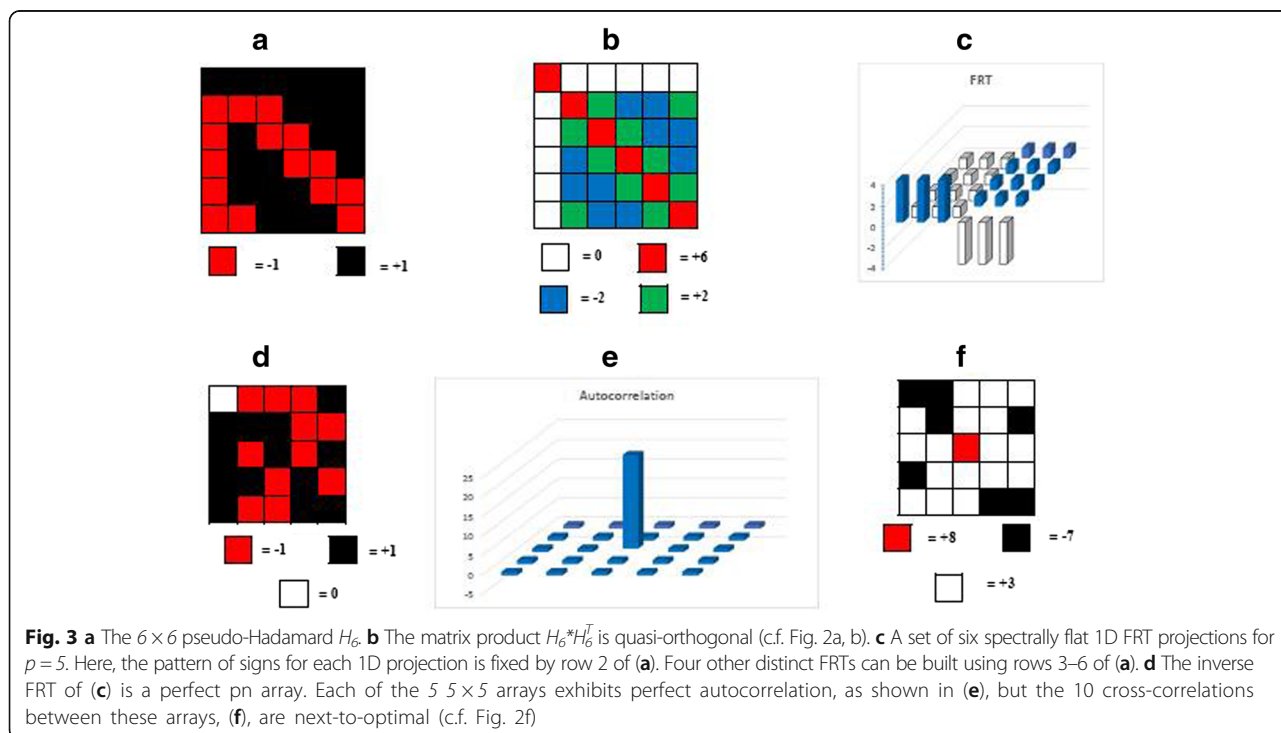 a
b
c
FRT
4
2
0
-2
-4
= -1
= +1
= 0
= +6
= -2
= +2
d
e
f
Autocorrelation
25
20
15
10
5
0
-5
= -1
= +1
= 0
= +8
= -7
= +3
Fig. 3 a The 6 × 6 pseudo-Hadamard H₆. b The matrix product H₆*H₆ᵀ is quasi-orthogonal (c.f. Fig. 2a, b). c A set of six spectrally flat 1D FRT projections for
p = 5. Here, the pattern of signs for each 1D projection is fixed by row 2 of (a). Four other distinct FRTs can be built using rows 3–6 of (a). d The inverse
FRT of (c) is a perfect pn array. Each of the 5 5 × 5 arrays exhibits perfect autocorrelation, as shown in (e), but the 10 cross-correlations
between these arrays, (f), are next-to-optimal (c.f. Fig. 2f)